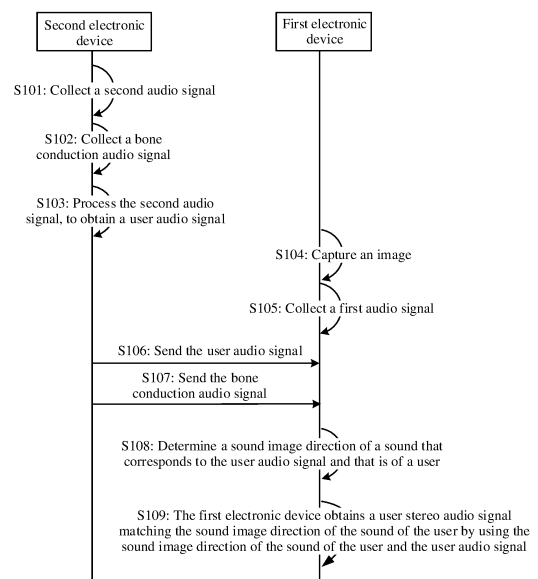 Second electronic
device
First electronic
device
S101: Collect a second audio signal
S102: Collect a bone
conduction audio signal
S103: Process the second audio
signal, to obtain a user audio signal
S104: Capture an image
S105: Collect a first audio signal
S106: Send the user audio signal
S107: Send the bone
conduction audio signal
S108: Determine a sound image direction of a sound that
corresponds to the user audio signal and that is of a user
S109: The first electronic device obtains a user stereo audio signal
matching the sound image direction of the sound of the user by using the
sound image direction of the sound of the user and the user audio signal